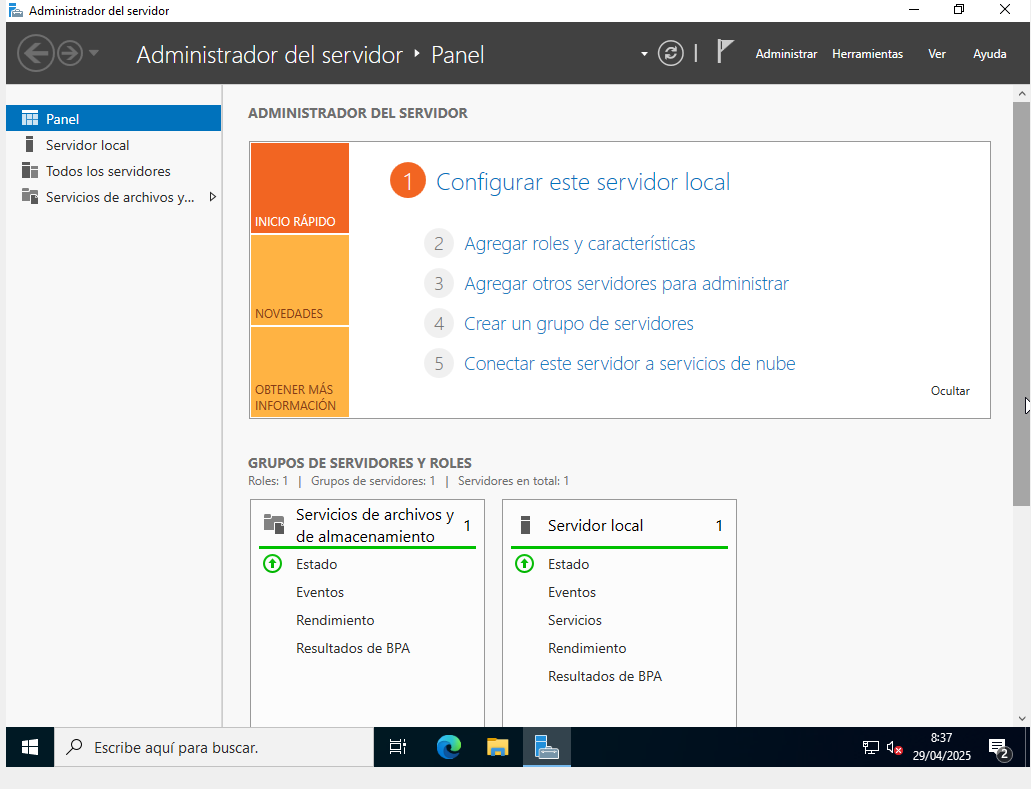 Administrador del servidor
Administrador del servidor ‣ Panel
Administrar Herramientas Ver Ayuda
Panel
Servidor local
Todos los servidores
Servicios de archivos y...
ADMINISTRADOR DEL SERVIDOR
INICIO RÁPIDO
NOVEDADES
OBTENER MÁS
INFORMACIÓN
1 Configurar este servidor local
2 Agregar roles y características
3 Agregar otros servidores para administrar
4 Crear un grupo de servidores
5 Conectar este servidor a servicios de nube
Ocultar
GRUPOS DE SERVIDORES Y ROLES
Roles: 1 | Grupos de servidores: 1 | Servidores en total: 1
Servicios de archivos y
de almacenamiento
1
Estado
Eventos
Rendimiento
Resultados de BPA
Servidor local 1
Estado
Eventos
Servicios
Rendimiento
Resultados de BPA
Escribe aquí para buscar.
8:37
29/04/2025
2